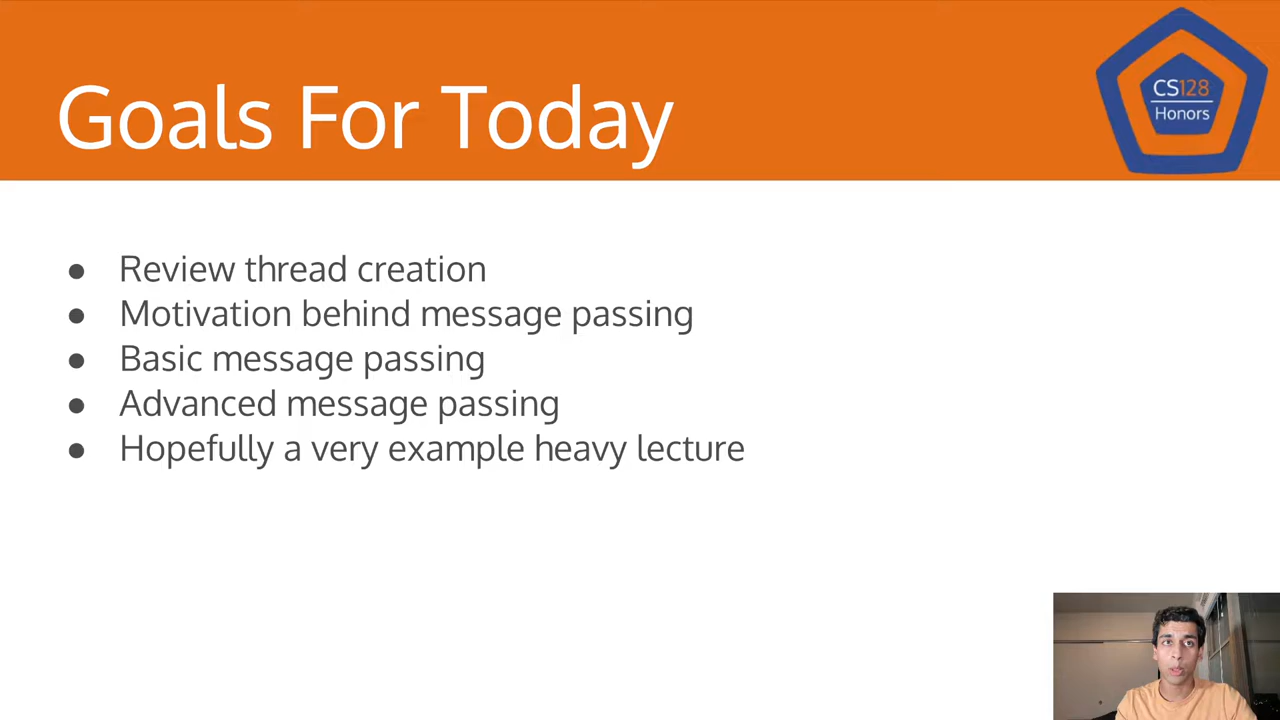 Goals For Today
CS128
Honors
● Review thread creation
● Motivation behind message passing
● Basic message passing
● Advanced message passing
● Hopefully a very example heavy lecture